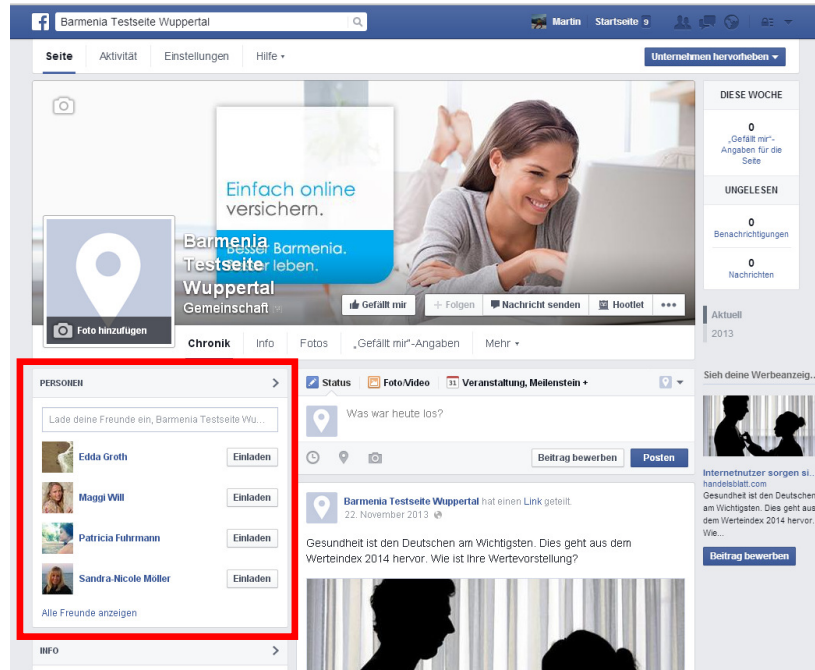 Barmenia Testseite Wuppertal
Martin Startseite 9
Seite Aktivität Einstellungen Hilfe
Unternehmen hervorheben
Einfach online
versichern.
Besser Barmenia.
Besser leben.
Barmenia
Testseite
Wuppertal
Gemeinschaft
Foto hinzufügen
Gefällt mir + Folgen Nachricht senden Hootlet •••
Chronik Info Fotos „Gefällt mir“-Angaben Mehr
DIESE WOCHE
0
„Gefällt mir“-
Angaben für die
Seite
UNGELESEN
0
Benachrichtigungen
0
Nachrichten
Aktuell
2013
PERSONEN
Lade deine Freunde ein, Barmenia Testseite Wu...
Edda Groth Einladen
Maggi Will Einladen
Patricia Fuhrmann Einladen
Sandra-Nicole Möller Einladen
Alle Freunde anzeigen
INFO
Status Foto/Video 31 Veranstaltung, Meilenstein +
Was war heute los?
Beitrag bewerben Posten
Barmenia Testseite Wuppertal hat einen Link geteilt.
22. November 2013
Gesundheit ist den Deutschen am Wichtigsten. Dies geht aus dem
Werteindex 2014 hervor. Wie ist Ihre Wertevorstellung?
Sieh deine Werbeanzeig...
Internetnutzer sorgen si...
handelsblatt.com
Gesundheit ist den Deutschen
am Wichtigsten. Dies geht aus
dem Werteindex 2014 hervor.
Wie...
Beitrag bewerben